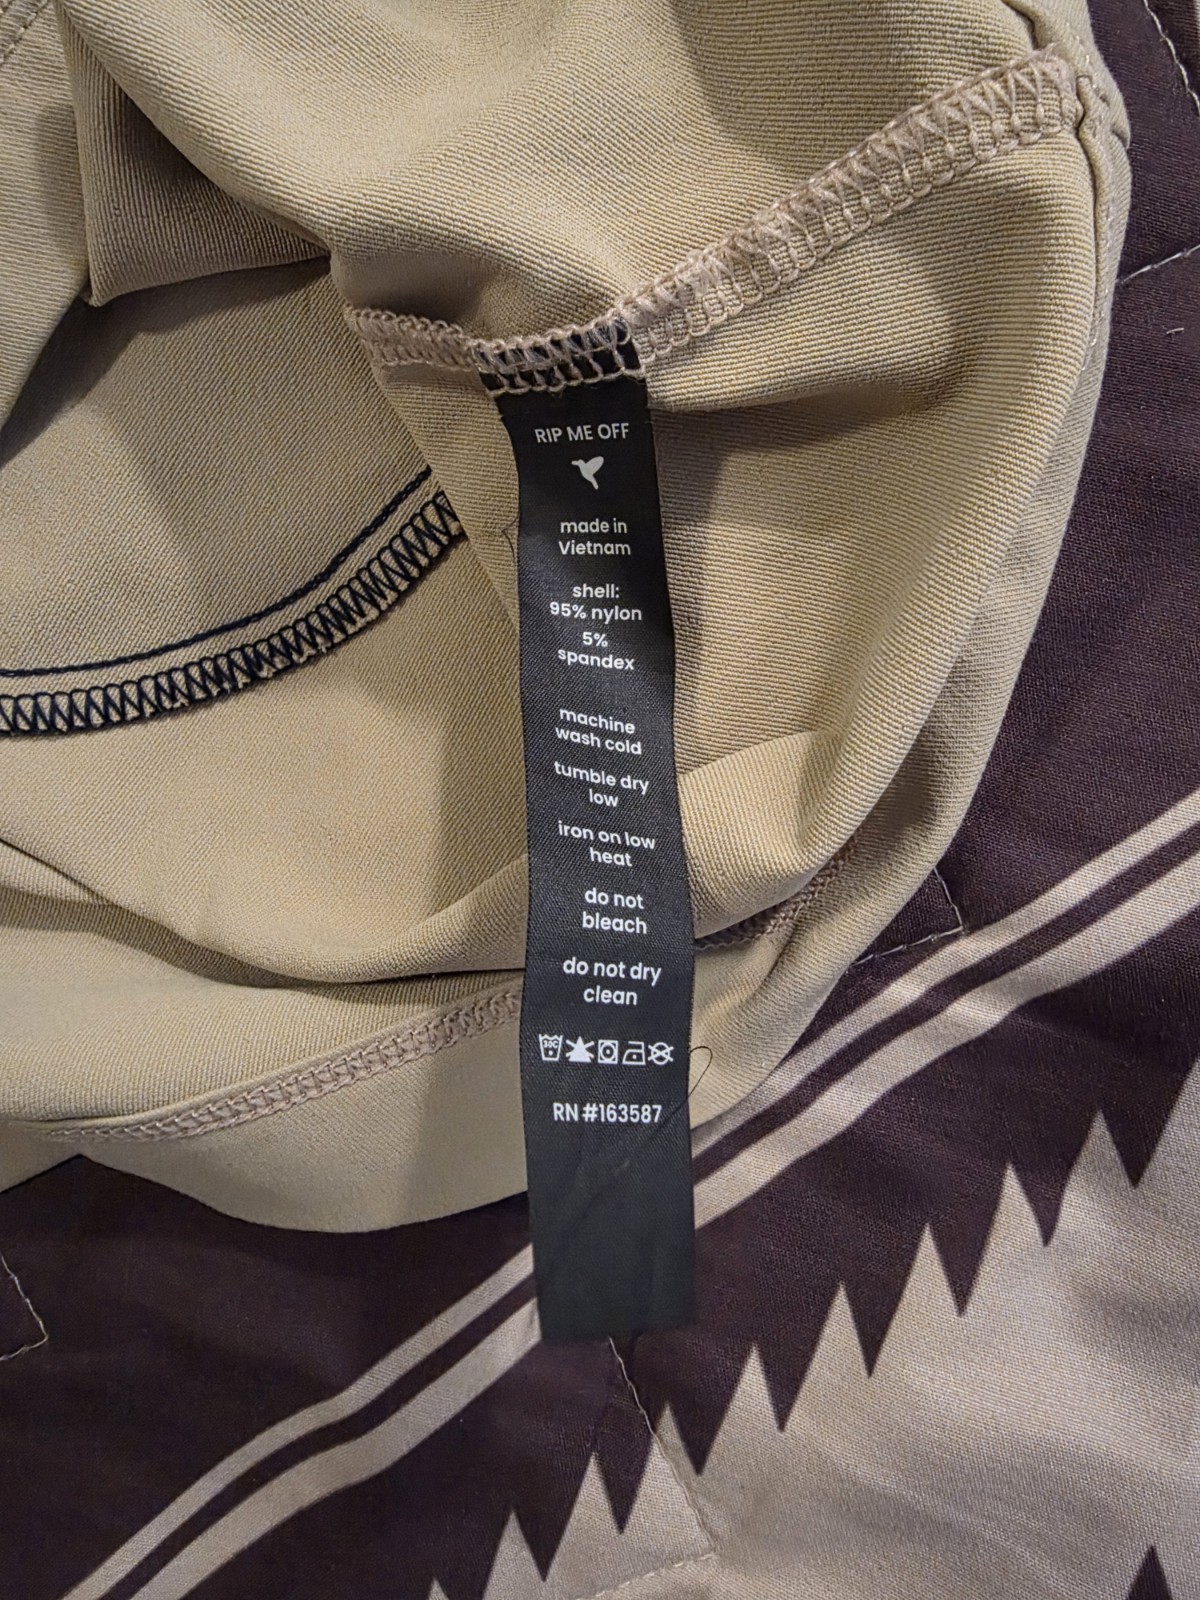 RIP ME OFF
made in
Vietnam
shell:
95% nylon
5%
spandex
machine
wash cold
tumble dry
low
iron on low
heat
do not
bleach
do not dry
clean
30C
RN #163587